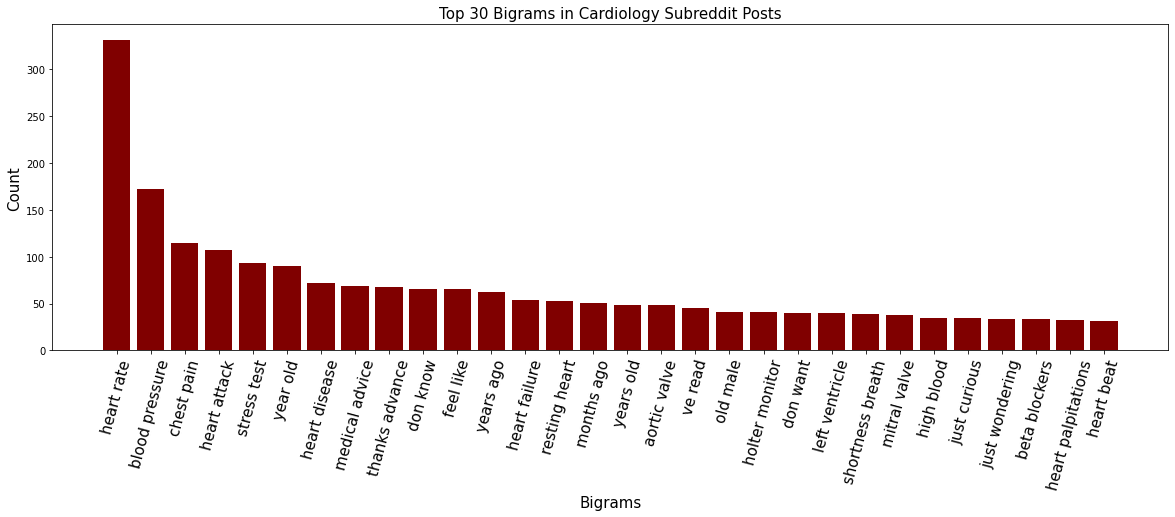 Top 30 Bigrams in Cardiology Subreddit Posts
Count
300
250
200
150
100
50
0
heart rate
blood pressure
chest pain
heart attack
stress test
year old
heart disease
medical advice
thanks advance
don know
feel like
years ago
heart failure
resting heart
months ago
years old
aortic valve
ve read
old male
holter monitor
don want
left ventricle
shortness breath
mitral valve
high blood
just curious
just wondering
beta blockers
heart palpitations
heart beat
Bigrams